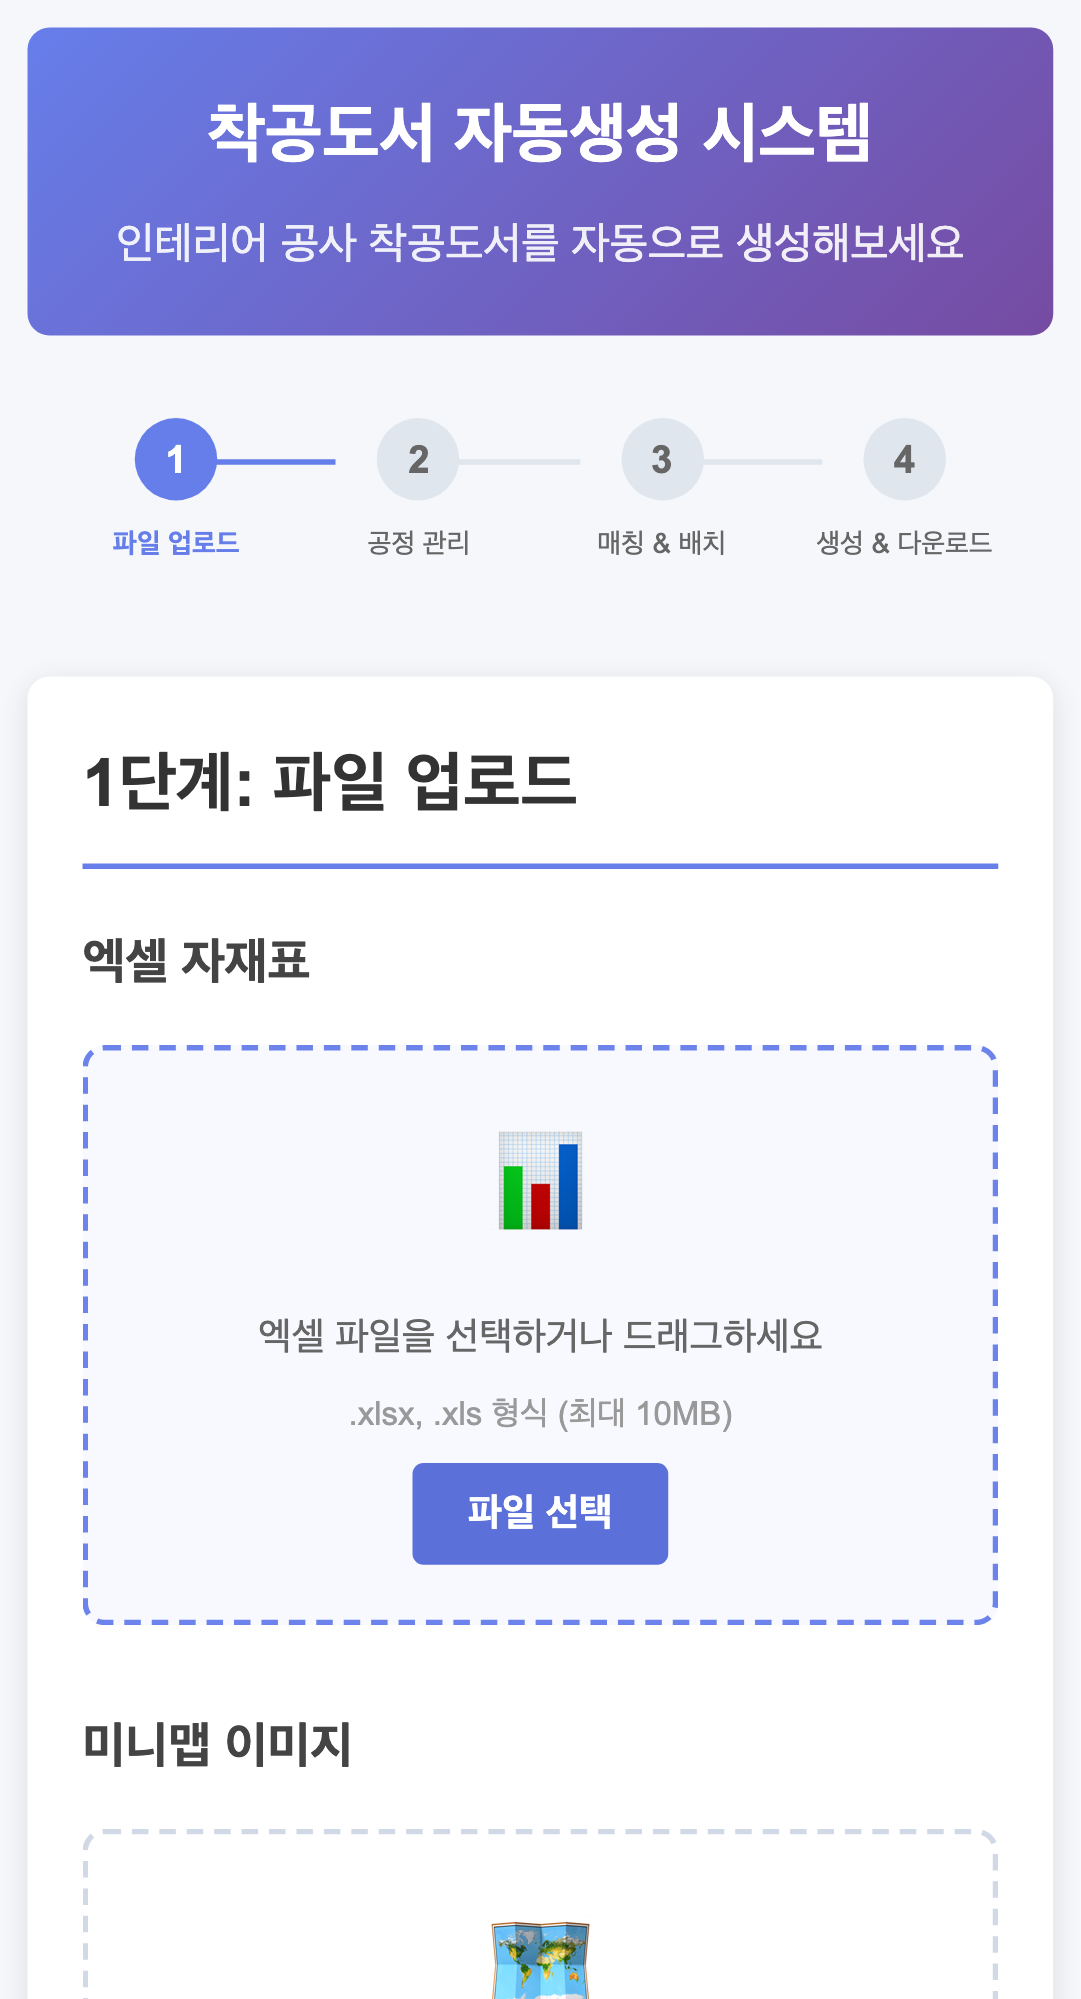 착공도서 자동생성 시스템
인테리어 공사 착공도서를 자동으로 생성해보세요
1
2
3
4
파일 업로드
공정 관리
매칭 & 배치
생성 & 다운로드
1단계: 파일 업로드
엑셀 자재표
엑셀 파일을 선택하거나 드래그하세요
.xlsx, .xls 형식 (최대 10MB)
파일 선택
미니맵 이미지